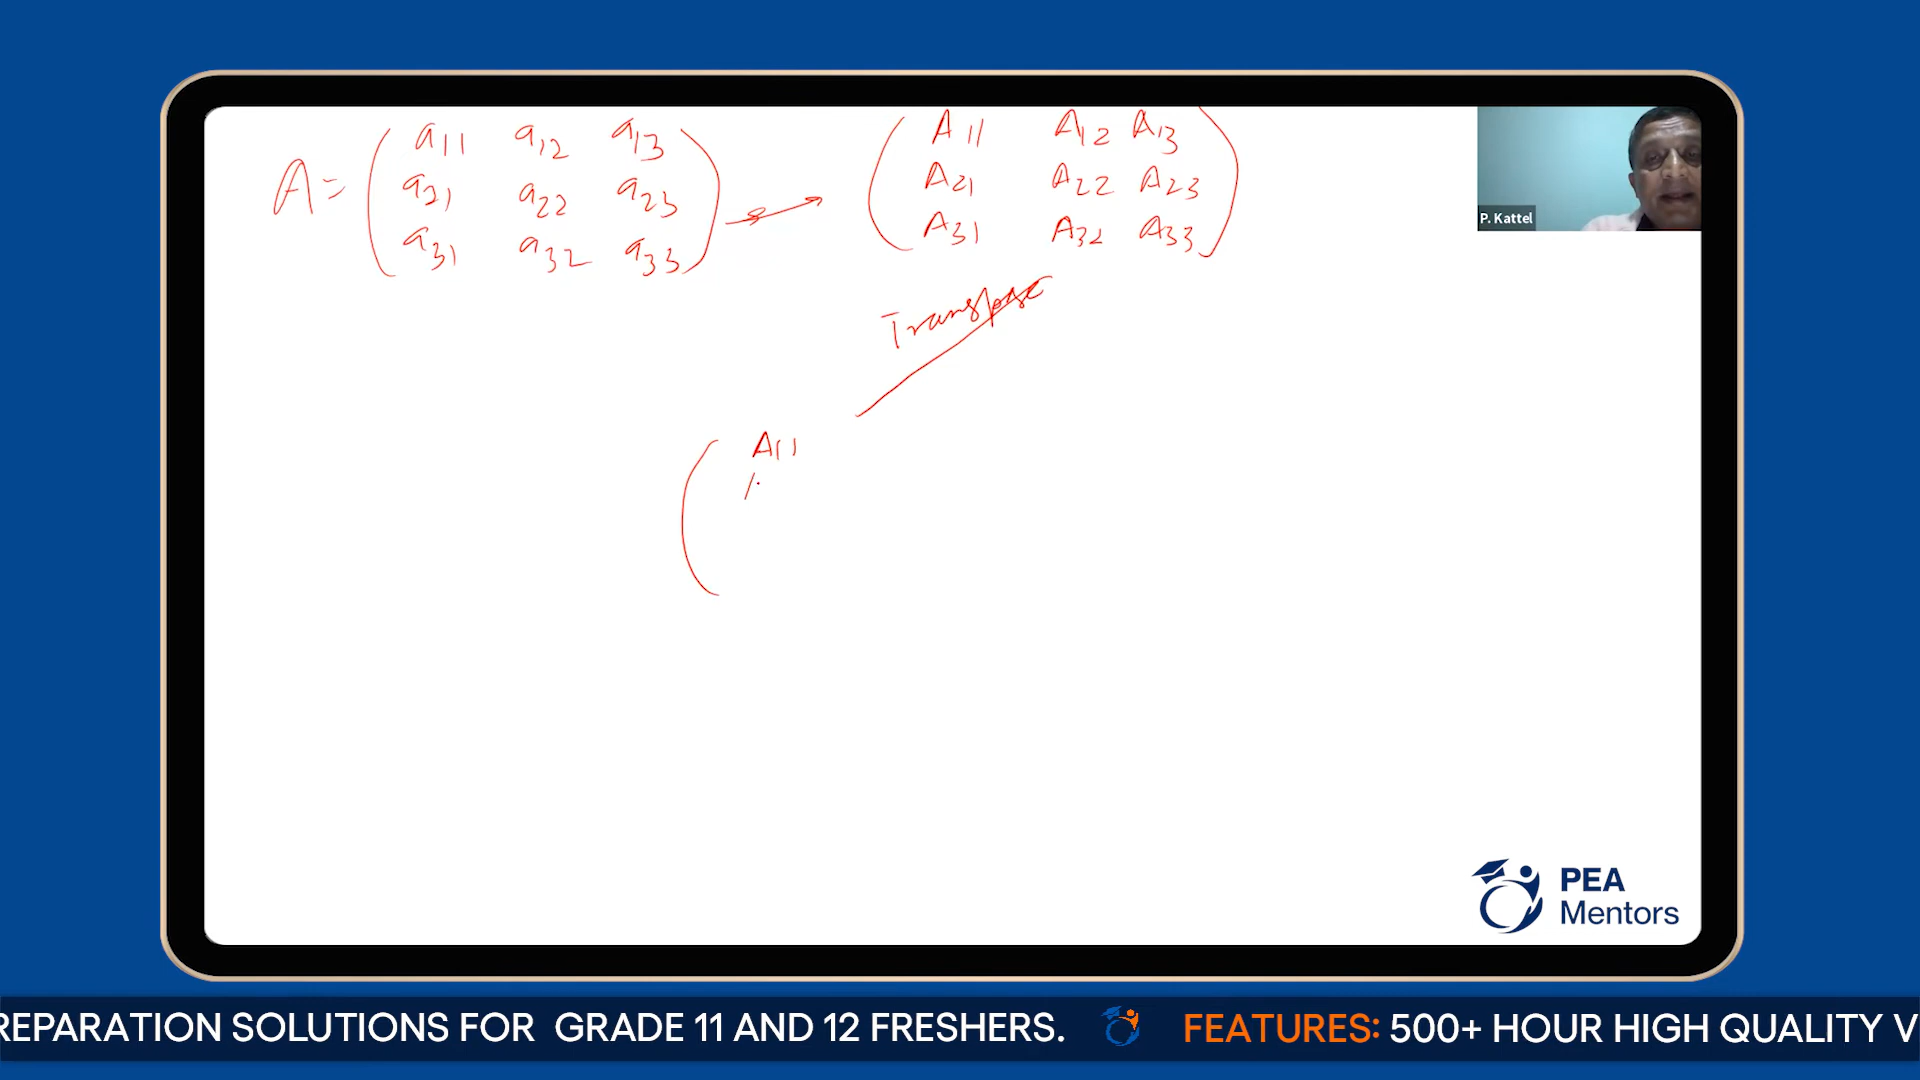 A = ( a11 a12 a13
a21 a22 a23
a31 a32 a33 ) →
( A11 A12 A13
A21 A22 A23
A31 A32 A33 )
Transpose
( A11
P. Kattel
PEA
Mentors
REPARATION SOLUTIONS FOR GRADE 11 AND 12 FRESHERS.
FEATURES: 500+ HOUR HIGH QUALITY V